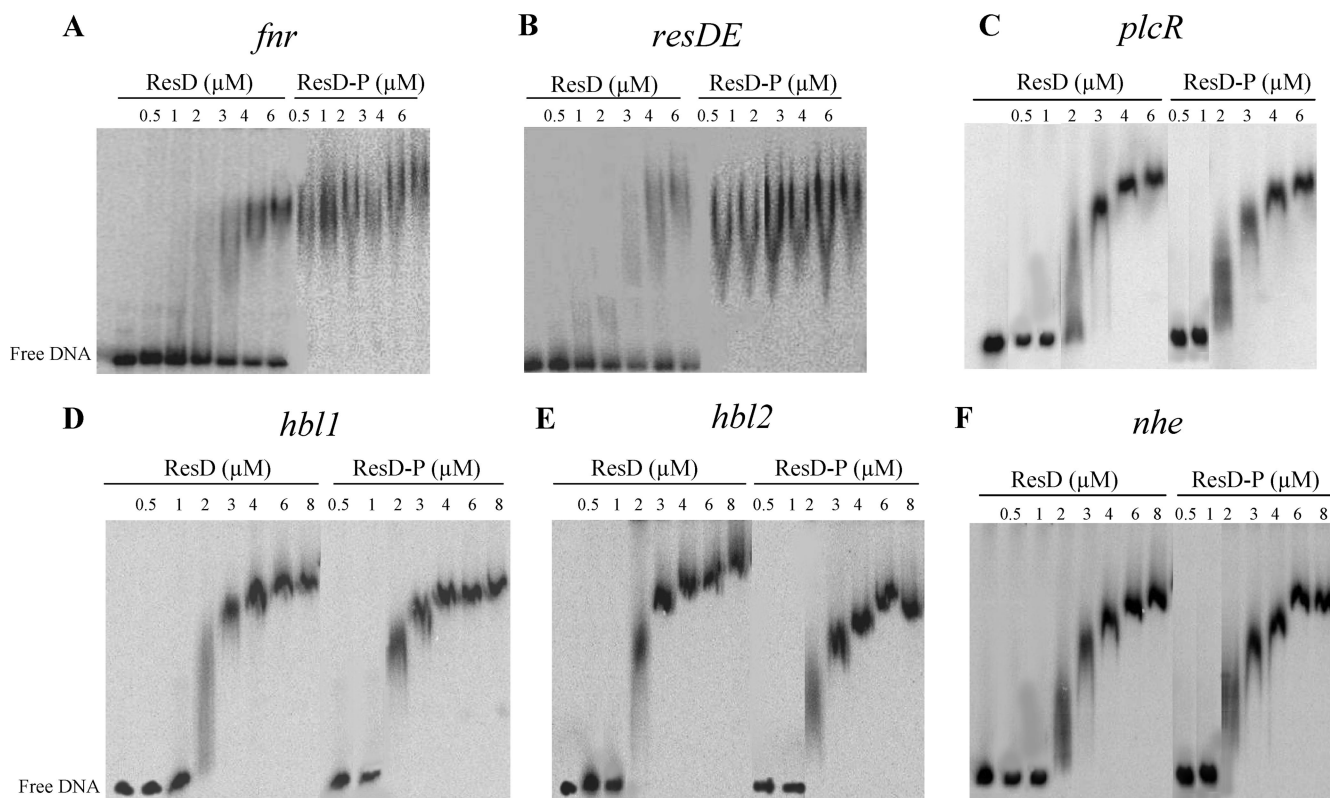 A
fnr
ResD (µM)
ResD-P (µM)
0.5 1 2 3 4 6 0.5 1 2 3 4 6
Free DNA
B
resDE
ResD (µM)
ResD-P (µM)
0.5 1 2 3 4 6 0.5 1 2 3 4 6
C
plcR
ResD (µM)
ResD-P (µM)
0.5 1 2 3 4 6 0.5 1 2 3 4 6
D
hbl1
ResD (µM)
ResD-P (µM)
0.5 1 2 3 4 6 8 0.5 1 2 3 4 6 8
Free DNA
E
hbl2
ResD (µM)
ResD-P (µM)
0.5 1 2 3 4 6 8 0.5 1 2 3 4 6 8
F
nhe
ResD (µM)
ResD-P (µM)
0.5 1 2 3 4 6 8 0.5 1 2 3 4 6 8